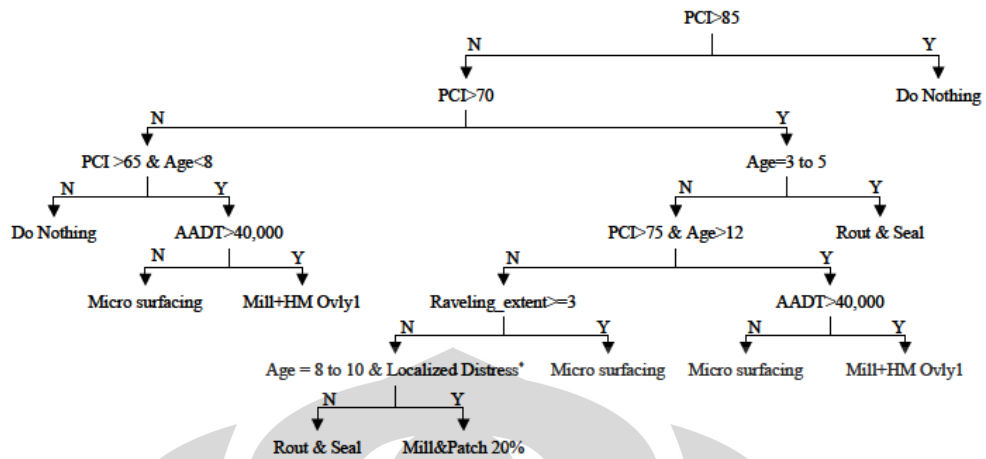 PCI>85
N Y
PCI>70 Do Nothing
N Y
PCI >65 & Age<8 Age=3 to 5
N Y N Y
Do Nothing AADT>40,000 PCI>75 & Age>12 Rout & Seal
N Y N Y
Micro surfacing Mill+HM Ovly1 Raveling_extent>=3 AADT>40,000
N Y N Y
Age = 8 to 10 & Localized Distress* Micro surfacing Micro surfacing Mill+HM Ovly1
N Y
Rout & Seal Mill&Patch 20%